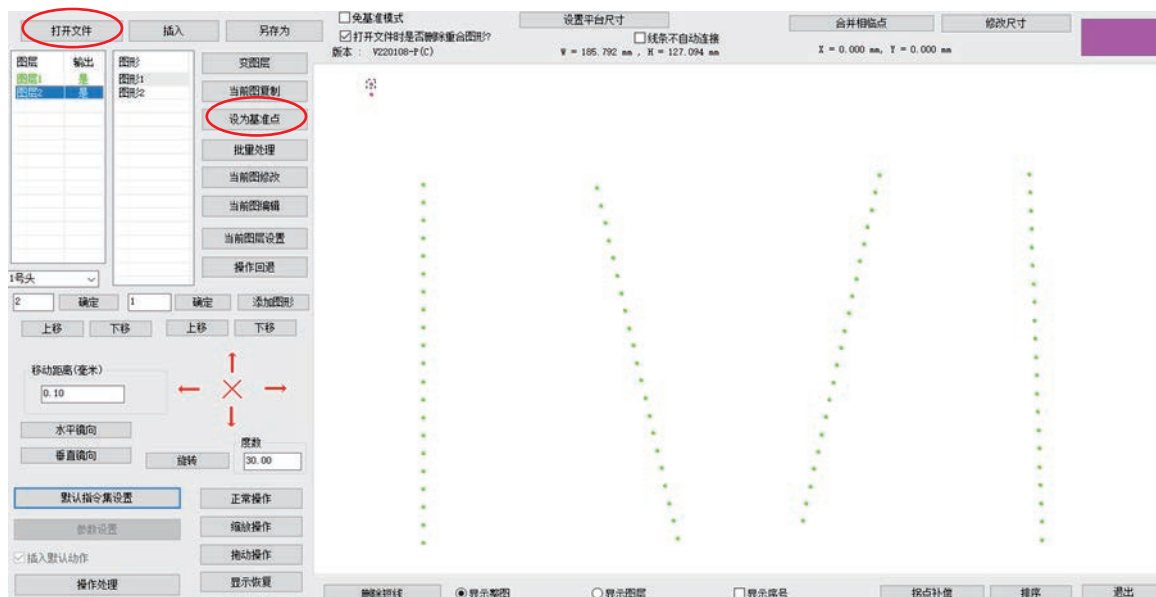 打开文件
插入
另存为
免基准模式
打开文件时是否删除重合图形?
版本: V220108-P(C)
设置平台尺寸
线条不自动连接
W = 185.792 mm , H = 127.094 mm
合并相临点
修改尺寸
X = 0.000 mm, Y = 0.000 mm
图层 输出
图层1 是
图层2 是
图形
图形1
图形2
变图层
当前图复制
设为基准点
批量处理
当前图修改
当前图编辑
当前图层设置
操作回退
1号头
2 确定 1 确定 添加图形
上移 下移 上移 下移
移动距离(毫米)
0.10
水平镜向
垂直镜向
旋转
度数
30.00
默认指令集设置
参数设置
插入默认动作
操作处理
正常操作
缩放操作
拖动操作
显示恢复
删除短线
显示整图
显示图层
显示序号
拐点补偿
排序
退出